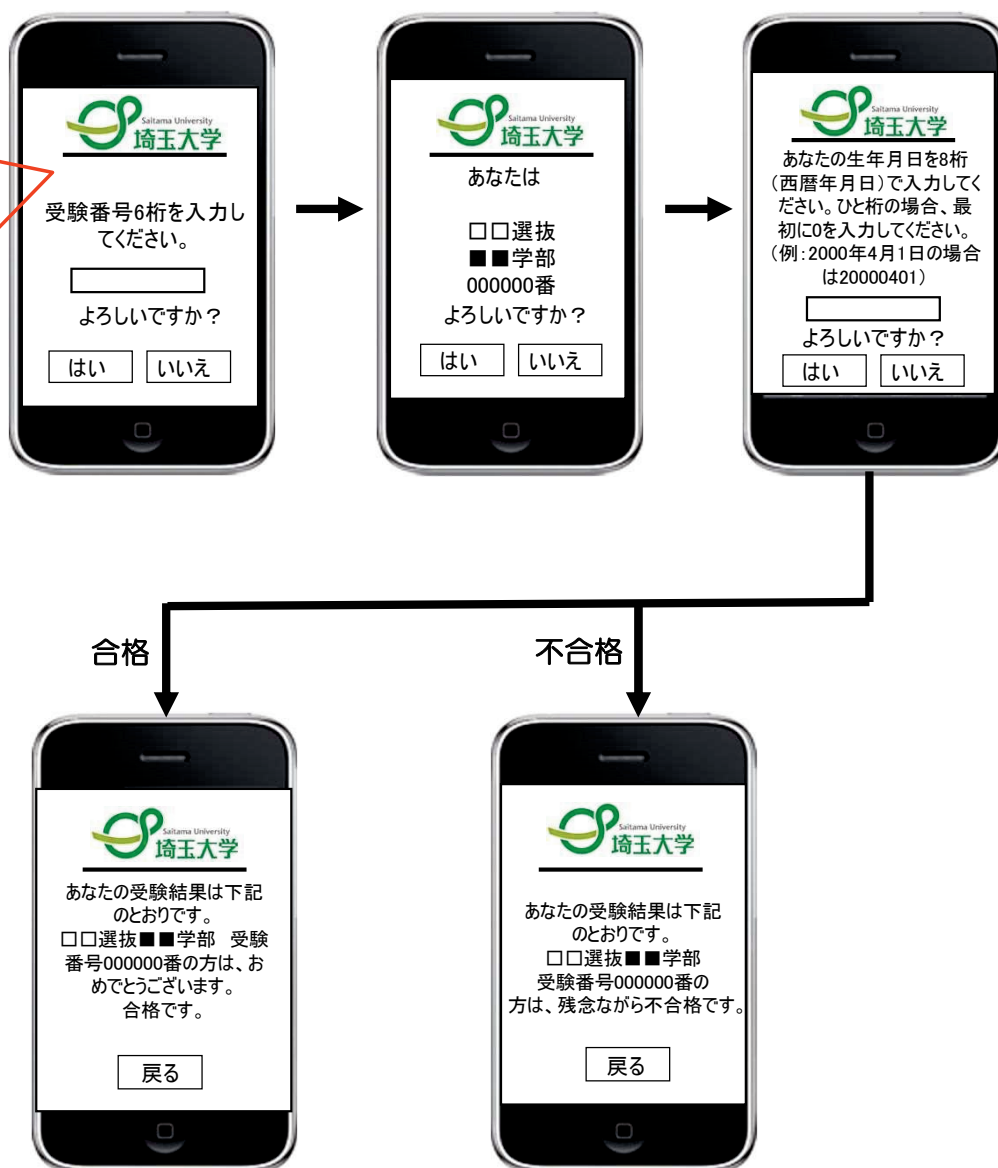 Saitama University
埼玉大学
受験番号6桁を入力し
てください。
よろしいですか？
はい いいえ
Saitama University
埼玉大学
あなたは
□□選抜
■■学部
000000番
よろしいですか？
はい いいえ
Saitama University
埼玉大学
あなたの生年月日を8桁
（西暦年月日）で入力してく
ださい。ひと桁の場合、最
初に0を入力してください。
（例：2000年4月1日の場合
は20000401）
よろしいですか？
はい いいえ
合格
不合格
Saitama University
埼玉大学
あなたの受験結果は下記
のとおりです。
□□選抜■■学部 受験
番号000000番の方は、お
めでとうございます。
合格です。
戻る
Saitama University
埼玉大学
あなたの受験結果は下記
のとおりです。
□□選抜■■学部
受験番号000000番の
方は、残念ながら不合格です。
戻る